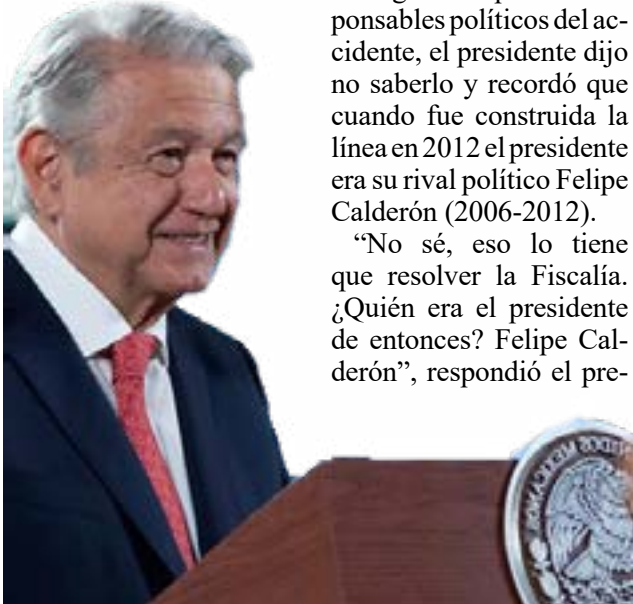 ponsables políticos del ac-
cidente, el presidente dijo
no saberlo y recordó que
cuando fue construida la
línea en 2012 el presidente
era su rival político Felipe
Calderón (2006-2012).
“No sé, eso lo tiene
que resolver la Fiscalía.
¿Quién era el presidente
de entonces? Felipe Cal-
derón”, respondió el pre-